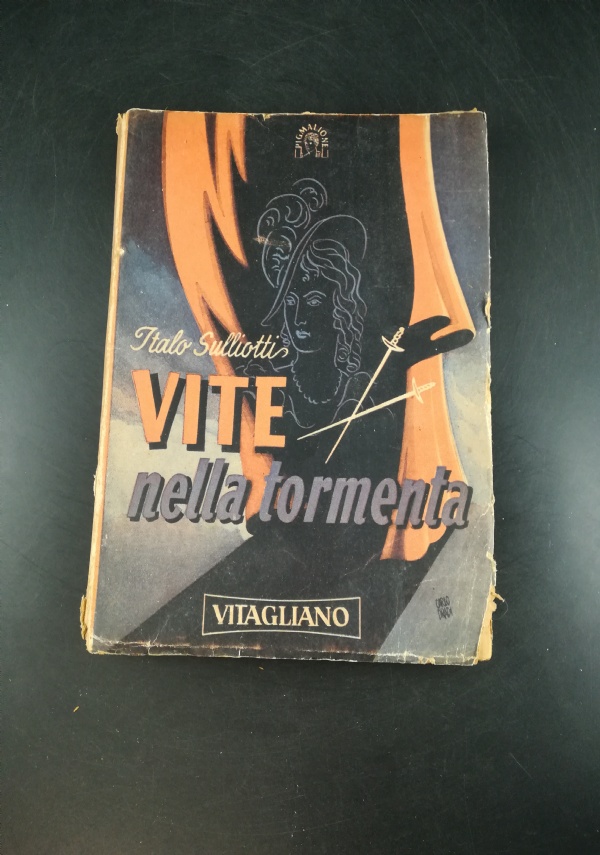 PIGMALIONE
Italo Sulliotti
VITE
nella tormenta
VITAGLIANO